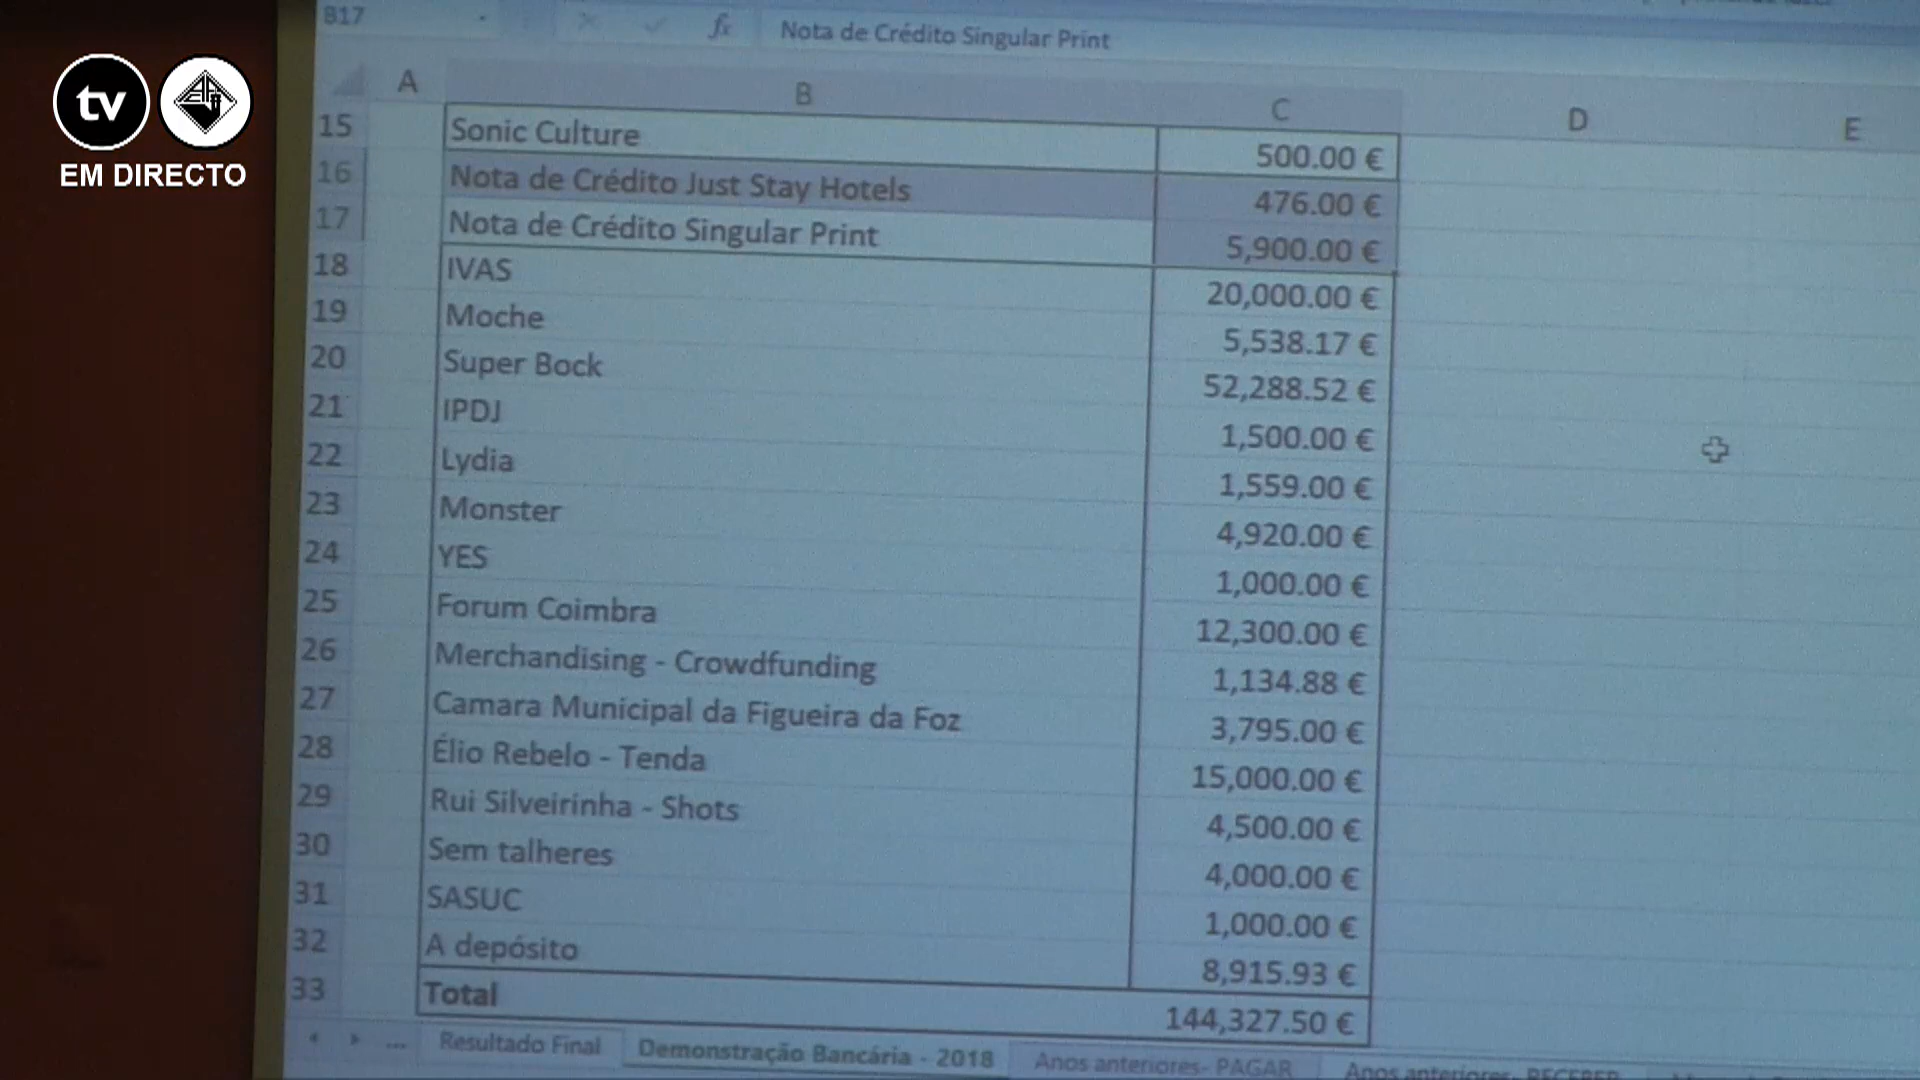 B17 fx Nota de Crédito Singular Print
tv
EM DIRECTO
A B C D E
15 Sonic Culture 500.00 €
16 Nota de Crédito Just Stay Hotels 476.00 €
17 Nota de Crédito Singular Print 5,900.00 €
18 IVAS 20,000.00 €
19 Moche 5,538.17 €
20 Super Bock 52,288.52 €
21 IPDJ 1,500.00 €
22 Lydia 1,559.00 €
23 Monster 4,920.00 €
24 YES 1,000.00 €
25 Forum Coimbra 12,300.00 €
26 Merchandising - Crowdfunding 1,134.88 €
27 Camara Municipal da Figueira da Foz 3,795.00 €
28 Élio Rebelo - Tenda 15,000.00 €
29 Rui Silveirinha - Shots 4,500.00 €
30 Sem talheres 4,000.00 €
31 SASUC 1,000.00 €
32 A depósito 8,915.93 €
33 Total 144,327.50 €
... Resultado Final Demonstração Bancária - 2018 Anos anteriores- PAGAR Anos anteriores- RECEBER